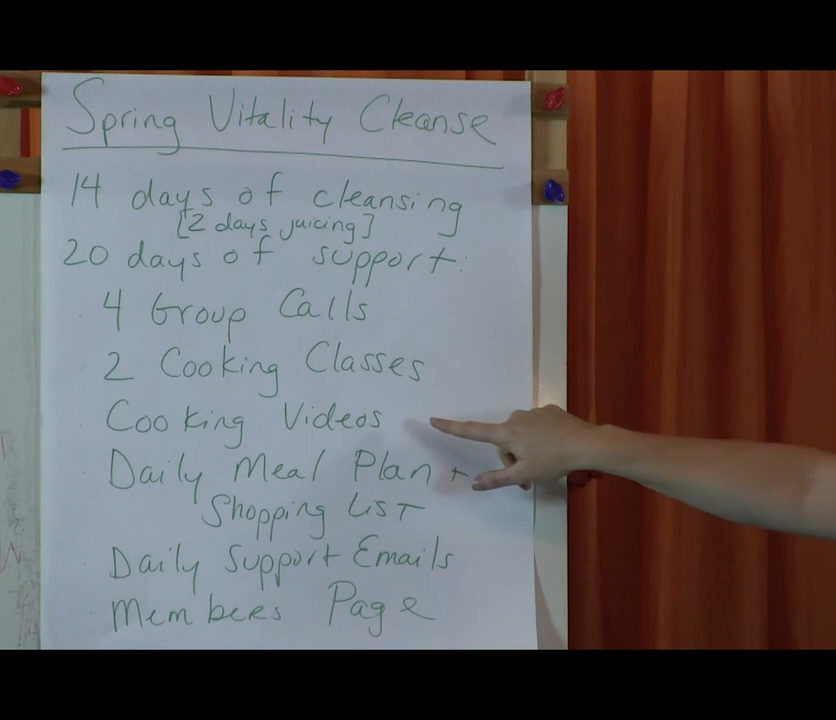 Spring Vitality Cleanse
14 days of cleansing
[2 days juicing]
20 days of support:
4 Group Calls
2 Cooking Classes
Cooking Videos
Daily Meal Plan +
Shopping List
Daily Support Emails
Members Page